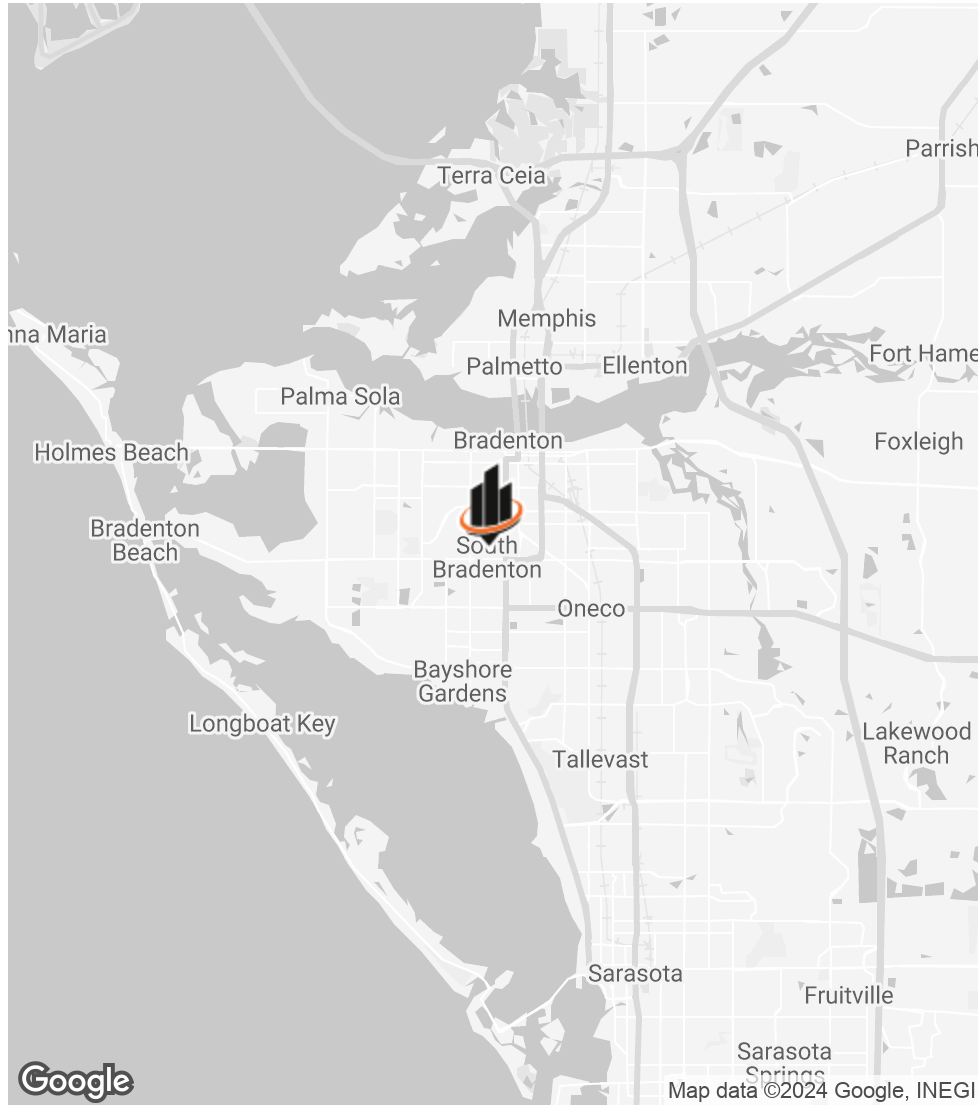 Parrish
Terra Ceia
Memphis
nna Maria
Fort Hame
Palmetto
Ellenton
Palma Sola
Bradenton
Foxleigh
Holmes Beach
Bradenton
Beach
South
Bradenton
Oneco
Bayshore
Gardens
Longboat Key
Lakewood
Ranch
Tallevast
Sarasota
Fruitville
Sarasota
Springs
Google
Map data ©2024 Google, INEGI